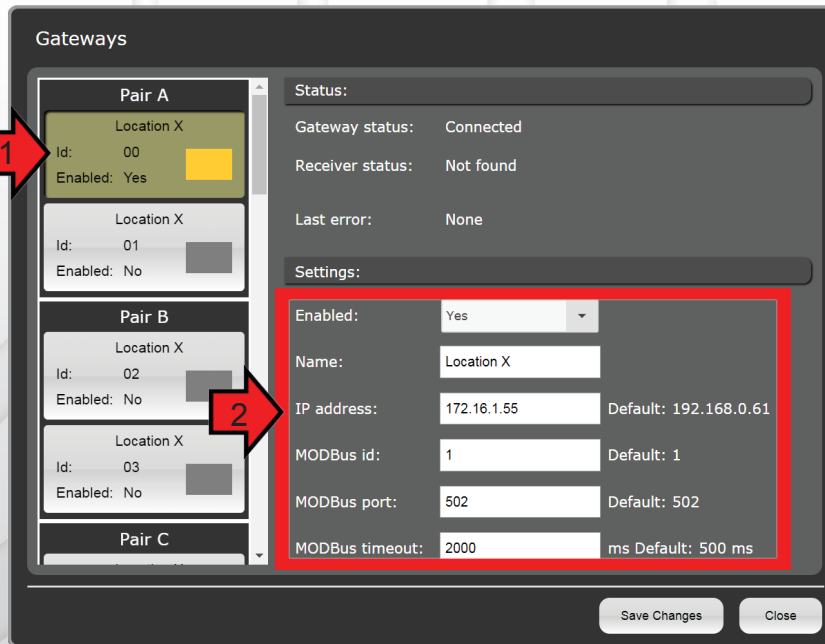 Gateways
Pair A
Location X
Id: 00
Enabled: Yes
1
Location X
Id: 01
Enabled: No
Pair B
Location X
Id: 02
Enabled: No
Location X
Id: 03
Enabled: No
Pair C
Status:
Gateway status: Connected
Receiver status: Not found
Last error: None
Settings:
2
Enabled: Yes
Name: Location X
IP address: 172.16.1.55 Default: 192.168.0.61
MODBus id: 1 Default: 1
MODBus port: 502 Default: 502
MODBus timeout: 2000 ms Default: 500 ms
Save Changes Close